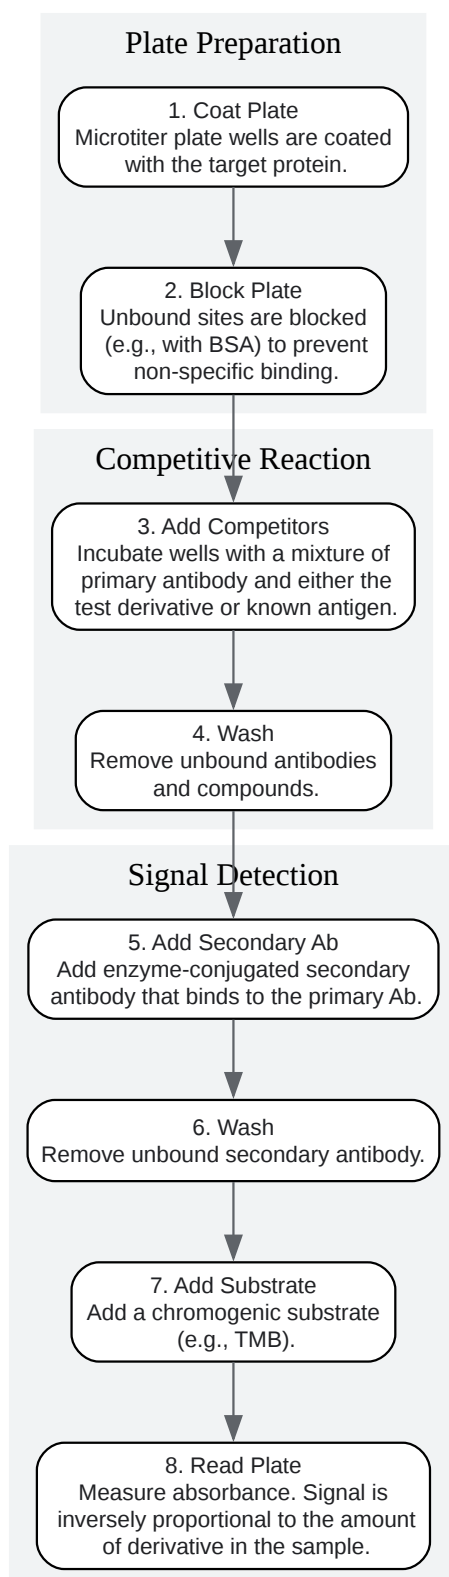 Plate Preparation
1. Coat Plate
Microtiter plate wells are coated
with the target protein.
2. Block Plate
Unbound sites are blocked
(e.g., with BSA) to prevent
non-specific binding.
Competitive Reaction
3. Add Competitors
Incubate wells with a mixture of
primary antibody and either the
test derivative or known antigen.
4. Wash
Remove unbound antibodies
and compounds.
Signal Detection
5. Add Secondary Ab
Add enzyme-conjugated secondary
antibody that binds to the primary Ab.
6. Wash
Remove unbound secondary antibody.
7. Add Substrate
Add a chromogenic substrate
(e.g., TMB).
8. Read Plate
Measure absorbance. Signal is
inversely proportional to the amount
of derivative in the sample.